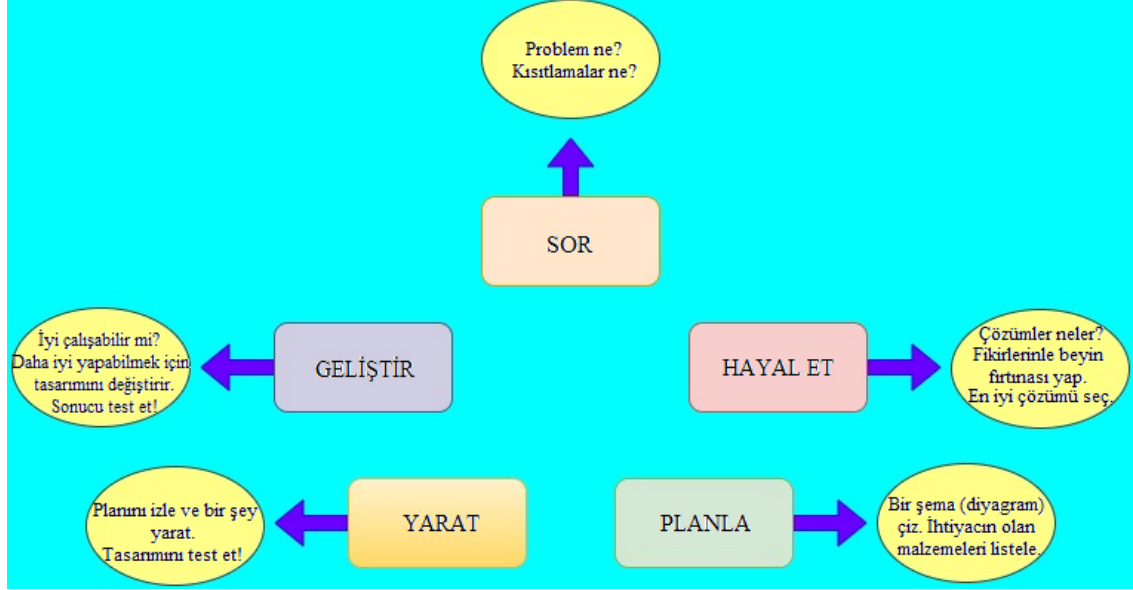 Problem ne?
Kısıtlamalar ne?
SOR
İyi çalışabilir mi?
Daha iyi yapabilmek için
tasarımını değiştirir.
Sonucu test et!
GELİŞTİR
HAYAL ET
Çözümler neler?
Fikirlerinle beyin
fırtınası yap.
En iyi çözümü seç.
Planını izle ve bir şey
yarat.
Tasarımını test et!
YARAT
PLANLA
Bir şema (diyagram)
çiz. İhtiyacın olan
malzemeleri listele.